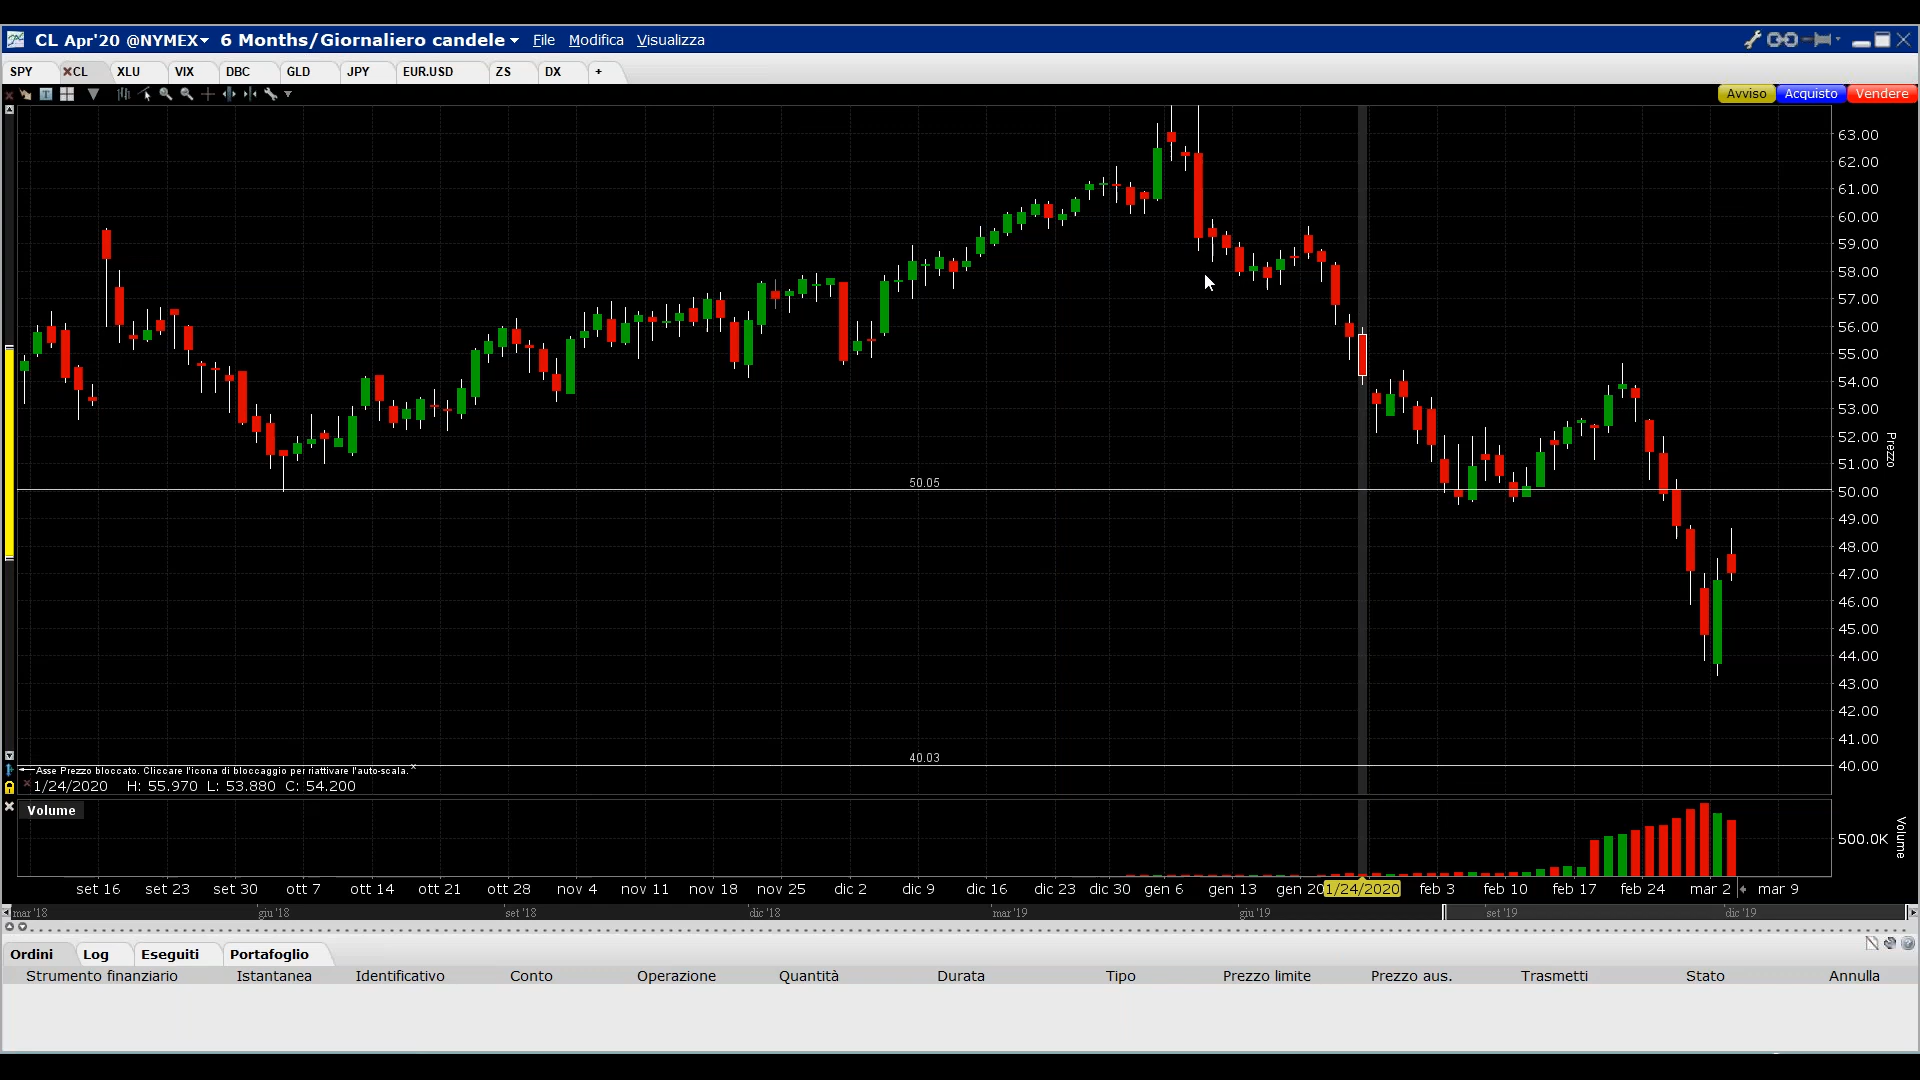 CL Apr'20 @NYMEX 6 Months/Giornaliero candele File Modifica Visualizza
SPY CL XLU VIX DBC GLD JPY EUR.USD ZS DX +
Avviso Acquisto Vendere
63.00
62.00
61.00
60.00
59.00
58.00
57.00
56.00
55.00
54.00
53.00
52.00
51.00
50.00
49.00
48.00
47.00
46.00
45.00
44.00
43.00
42.00
41.00
40.00
Prezzo
50.05
40.03
Asse Prezzo bloccato. Cliccare l'icona di bloccaggio per riattivare l'auto-scala.
1/24/2020 H: 55.970 L: 53.880 C: 54.200
Volume
500.0K
Volume
set 16 set 23 set 30 ott 7 ott 14 ott 21 ott 28 nov 4 nov 11 nov 18 nov 25 dic 2 dic 9 dic 16 dic 23 dic 30 gen 6 gen 13 gen 20 1/24/2020 feb 3 feb 10 feb 17 feb 24 mar 2 mar 9
mar '18 giu '18 set '18 dic '18 mar '19 giu '19 set '19 dic '19
Ordini Log Eseguiti Portafoglio
Strumento finanziario Istantanea Identificativo Conto Operazione Quantità Durata Tipo Prezzo limite Prezzo aus. Trasmetti Stato Annulla